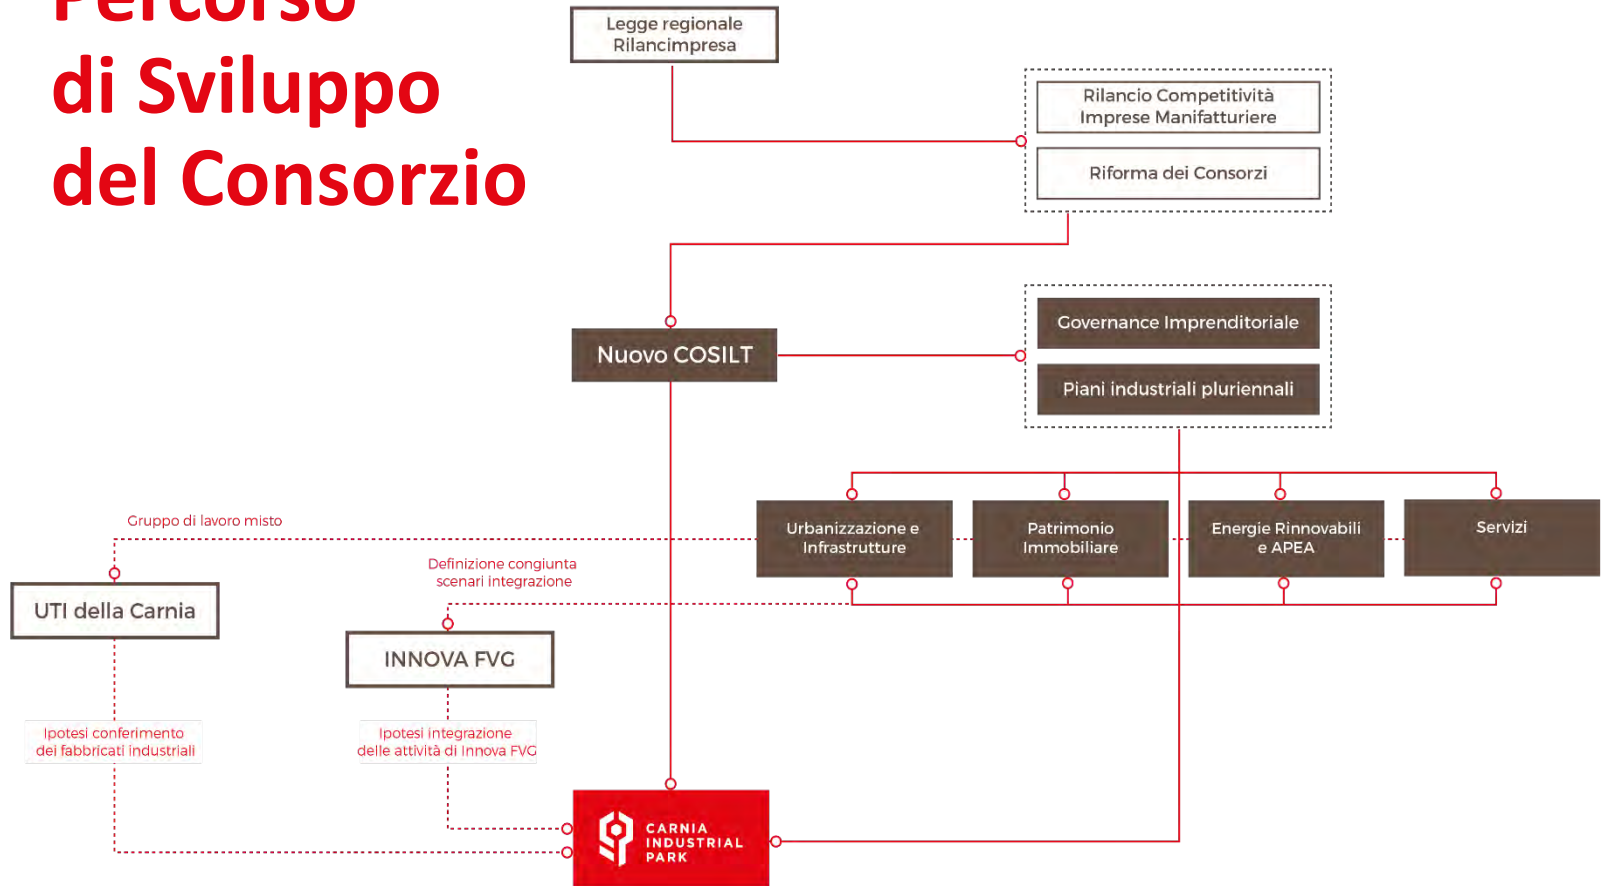 Percorso
di Sviluppo
del Consorzio
Legge regionale
Rilancimpresa
Rilancio Competitività
Imprese Manifatturiere
Riforma dei Consorzi
Nuovo COSILT
Governance Imprenditoriale
Piani industriali pluriennali
Urbanizzazione e
Infrastrutture
Patrimonio
Immobiliare
Energie Rinnovabili
e APEA
Servizi
Gruppo di lavoro misto
Definizione congiunta
scenari integrazione
UTI della Carnia
INNOVA FVG
Ipotesi conferimento
dei fabbricati industriali
Ipotesi integrazione
delle attività di Innova FVG
CARNIA
INDUSTRIAL
PARK